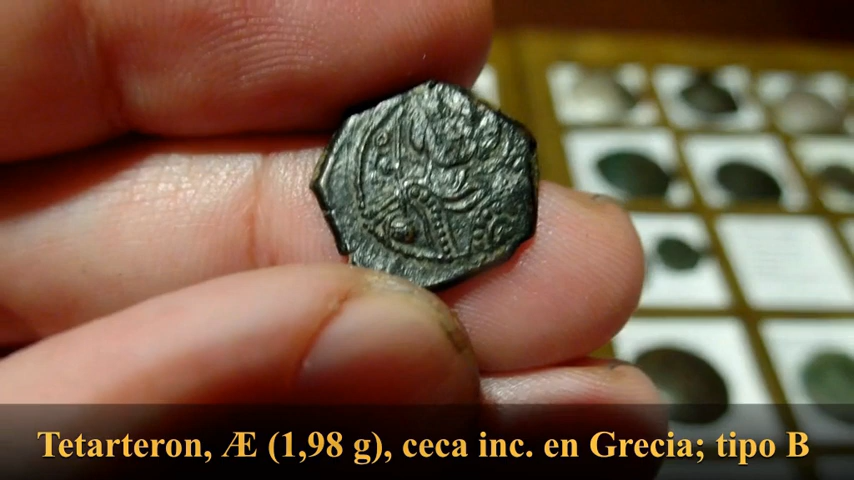 Tetarteron, Æ (1,98 g), ceca inc. en Grecia; tipo B